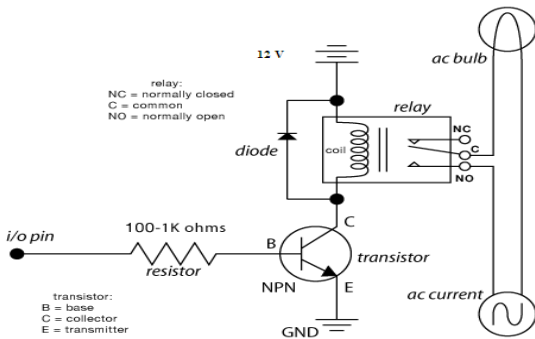 12 V
ac bulb
relay:
NC = normally closed
C = common
NO = normally open
relay
NC
C
NO
coil
diode
i/o pin
100-1K ohms
resistor
B
C
transistor
NPN
E
GND
ac current
transistor:
B = base
C = collector
E = transmitter